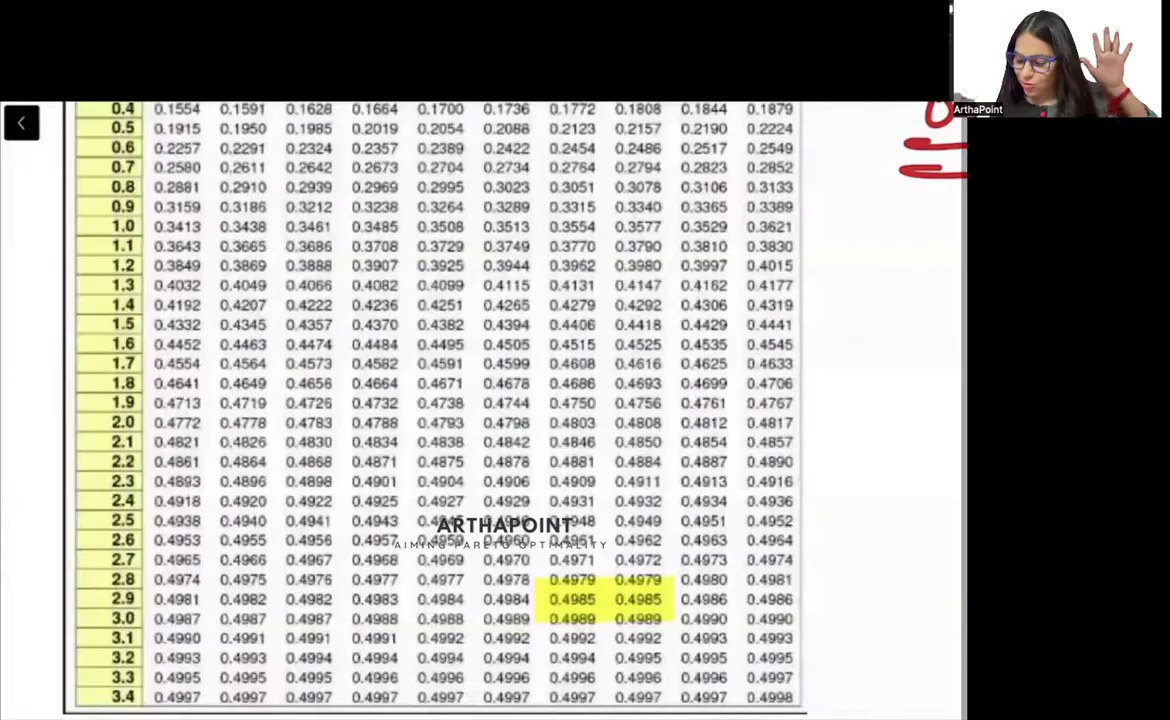 ArthaPoint
0.4 0.1554 0.1591 0.1628 0.1664 0.1700 0.1736 0.1772 0.1808 0.1844 0.1879
0.5 0.1915 0.1950 0.1985 0.2019 0.2054 0.2088 0.2123 0.2157 0.2190 0.2224
0.6 0.2257 0.2291 0.2324 0.2357 0.2389 0.2422 0.2454 0.2486 0.2517 0.2549
0.7 0.2580 0.2611 0.2642 0.2673 0.2704 0.2734 0.2764 0.2794 0.2823 0.2852
0.8 0.2881 0.2910 0.2939 0.2969 0.2995 0.3023 0.3051 0.3078 0.3106 0.3133
0.9 0.3159 0.3186 0.3212 0.3238 0.3264 0.3289 0.3315 0.3340 0.3365 0.3389
1.0 0.3413 0.3438 0.3461 0.3485 0.3508 0.3513 0.3554 0.3577 0.3529 0.3621
1.1 0.3643 0.3665 0.3686 0.3708 0.3729 0.3749 0.3770 0.3790 0.3810 0.3830
1.2 0.3849 0.3869 0.3888 0.3907 0.3925 0.3944 0.3962 0.3980 0.3997 0.4015
1.3 0.4032 0.4049 0.4066 0.4082 0.4099 0.4115 0.4131 0.4147 0.4162 0.4177
1.4 0.4192 0.4207 0.4222 0.4236 0.4251 0.4265 0.4279 0.4292 0.4306 0.4319
1.5 0.4332 0.4345 0.4357 0.4370 0.4382 0.4394 0.4406 0.4418 0.4429 0.4441
1.6 0.4452 0.4463 0.4474 0.4484 0.4495 0.4505 0.4515 0.4525 0.4535 0.4545
1.7 0.4554 0.4564 0.4573 0.4582 0.4591 0.4599 0.4608 0.4616 0.4625 0.4633
1.8 0.4641 0.4649 0.4656 0.4664 0.4671 0.4678 0.4686 0.4693 0.4699 0.4706
1.9 0.4713 0.4719 0.4726 0.4732 0.4738 0.4744 0.4750 0.4756 0.4761 0.4767
2.0 0.4772 0.4778 0.4783 0.4788 0.4793 0.4798 0.4803 0.4808 0.4812 0.4817
2.1 0.4821 0.4826 0.4830 0.4834 0.4838 0.4842 0.4846 0.4850 0.4854 0.4857
2.2 0.4861 0.4864 0.4868 0.4871 0.4875 0.4878 0.4881 0.4884 0.4887 0.4890
2.3 0.4893 0.4896 0.4898 0.4901 0.4904 0.4906 0.4909 0.4911 0.4913 0.4916
2.4 0.4918 0.4920 0.4922 0.4925 0.4927 0.4929 0.4931 0.4932 0.4934 0.4936
2.5 0.4938 0.4940 0.4941 0.4943 0.4949 0.4951 0.4952
ARTHAPOINT
2.6 0.4953 0.4955 0.4956 0.4957 0.4962 0.4963 0.4964
AIMING PARETO OPTIMALITY
2.7 0.4965 0.4966 0.4967 0.4968 0.4969 0.4970 0.4971 0.4972 0.4973 0.4974
2.8 0.4974 0.4975 0.4976 0.4977 0.4977 0.4978 0.4979 0.4979 0.4980 0.4981
2.9 0.4981 0.4982 0.4982 0.4983 0.4984 0.4984 0.4985 0.4985 0.4986 0.4986
3.0 0.4987 0.4987 0.4987 0.4988 0.4988 0.4989 0.4989 0.4989 0.4990 0.4990
3.1 0.4990 0.4991 0.4991 0.4991 0.4992 0.4992 0.4992 0.4992 0.4993 0.4993
3.2 0.4993 0.4993 0.4994 0.4994 0.4994 0.4994 0.4994 0.4995 0.4995 0.4995
3.3 0.4995 0.4995 0.4995 0.4996 0.4996 0.4996 0.4996 0.4996 0.4996 0.4997
3.4 0.4997 0.4997 0.4997 0.4997 0.4997 0.4997 0.4997 0.4997 0.4997 0.4998